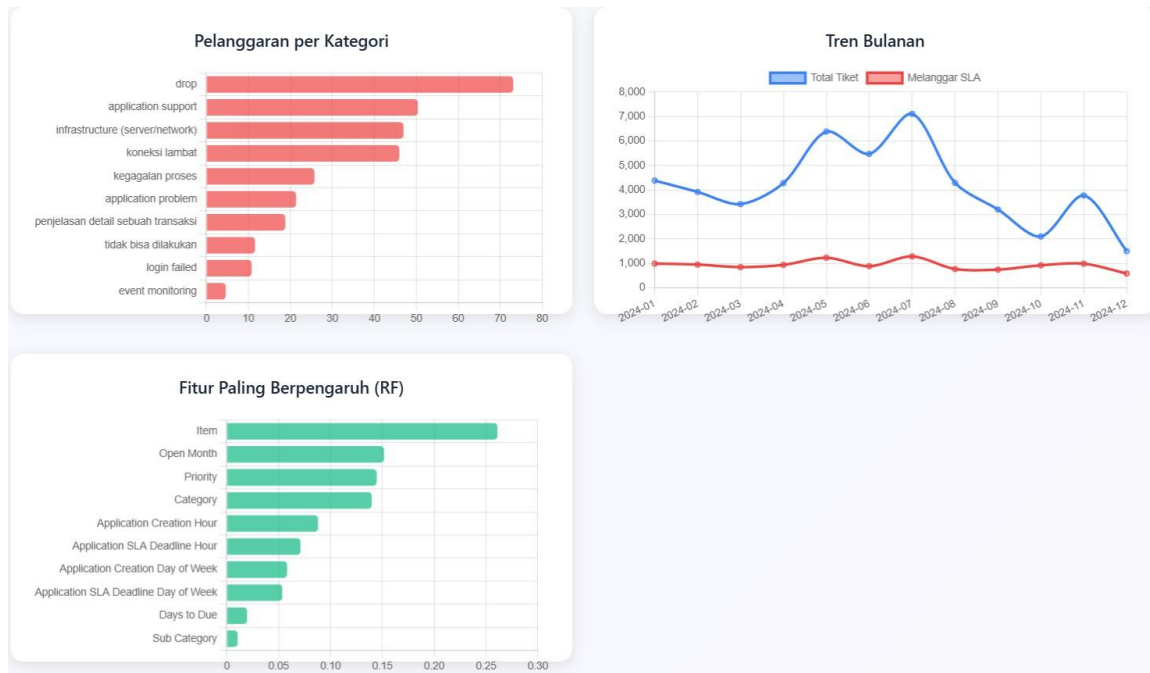 Pelanggaran per Kategori
drop
application support
infrastructure (server/network)
koneksi lambat
kegagalan proses
application problem
penjelasan detail sebuah transaksi
tidak bisa dilakukan
login failed
event monitoring
0 10 20 30 40 50 60 70 80
Tren Bulanan
Total Tiket Melanggar SLA
8,000
7,000
6,000
5,000
4,000
3,000
2,000
1,000
0
2024-01 2024-02 2024-03 2024-04 2024-05 2024-06 2024-07 2024-08 2024-09 2024-10 2024-11 2024-12
Fitur Paling Berpengaruh (RF)
Item
Open Month
Priority
Category
Application Creation Hour
Application SLA Deadline Hour
Application Creation Day of Week
Application SLA Deadline Day of Week
Days to Due
Sub Category
0 0.05 0.10 0.15 0.20 0.25 0.30